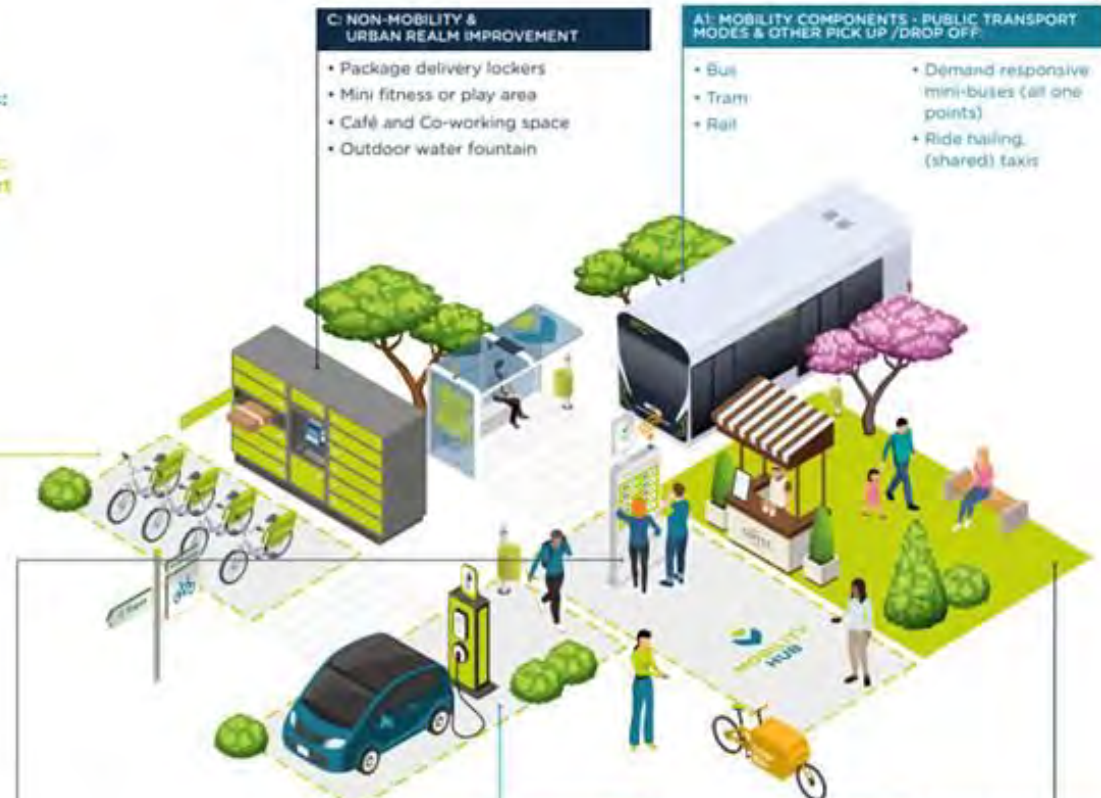 C: NON-MOBILITY &
URBAN REALM IMPROVEMENT
• Package delivery lockers
• Mini fitness or play area
• Café and Co-working space
• Outdoor water fountain
A1: MOBILITY COMPONENTS - PUBLIC TRANSPORT
MODES & OTHER PICK UP /DROP OFF:
• Bus
• Tram
• Rail
• Demand responsive
mini-buses (all one
points)
• Ride hailing,
(shared) taxis
MOBILITY
HUB